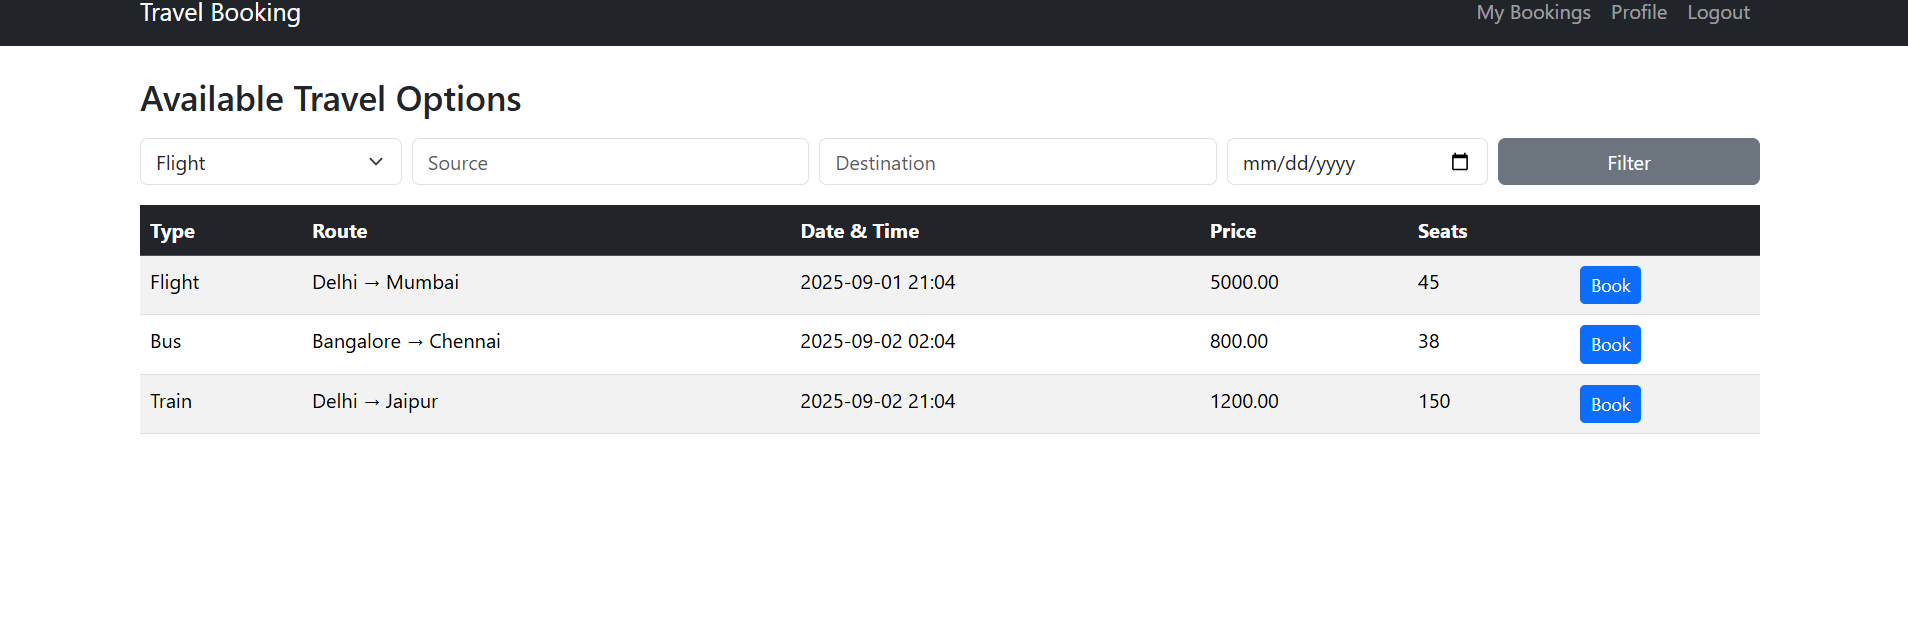 Travel Booking My Bookings Profile Logout
Available Travel Options
Flight Source Destination mm/dd/yyyy Filter
Type Route Date & Time Price Seats
Flight Delhi → Mumbai 2025-09-01 21:04 5000.00 45 Book
Bus Bangalore → Chennai 2025-09-02 02:04 800.00 38 Book
Train Delhi → Jaipur 2025-09-02 21:04 1200.00 150 Book